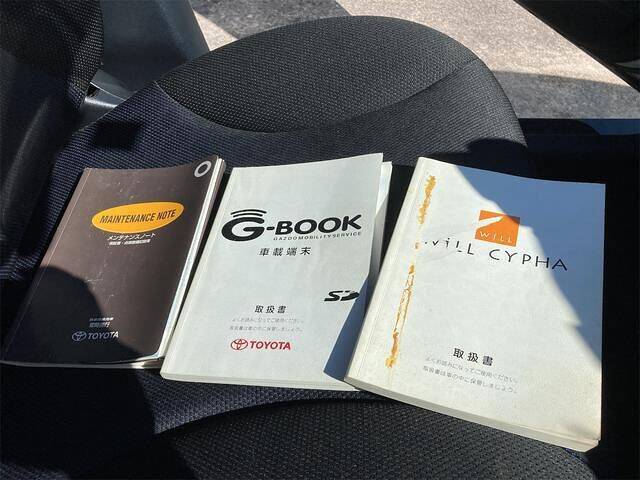 MAINTENANCE NOTE
メンテナンスノート
TOYOTA
G-BOOK
GAZOO MOBILITY SERVICE
車載端末
SD
取扱書
よくお読みになってご使用ください。
取扱書は車の中に保管しましょう。
TOYOTA
WiLL
WiLL CYPHA
取扱書
よくお読みになってご使用ください。
取扱書は車の中に保管しましょう。